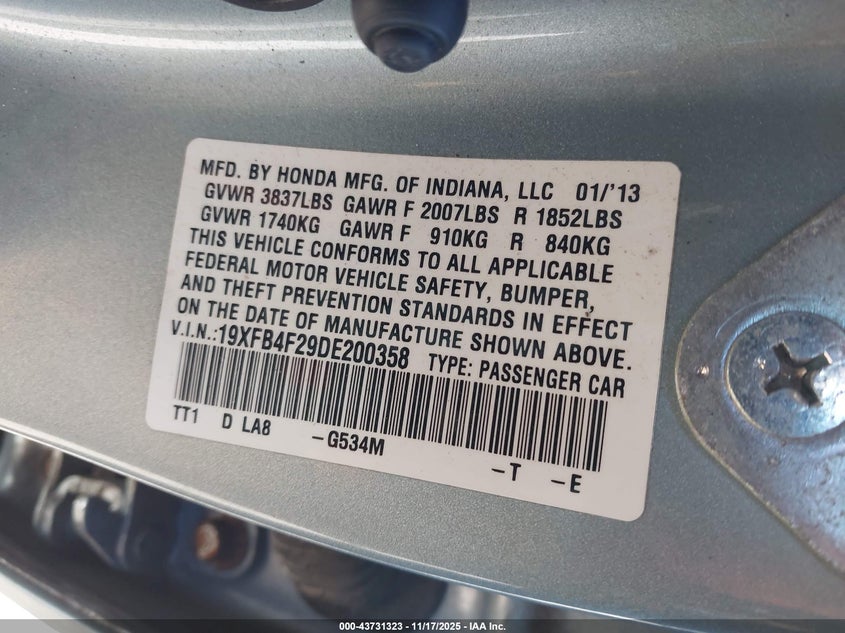 MFD. BY HONDA MFG. OF INDIANA, LLC 01/'13
GVWR 3837LBS GAWR F 2007LBS R 1852LBS
GVWR 1740KG GAWR F 910KG R 840KG
THIS VEHICLE CONFORMS TO ALL APPLICABLE
FEDERAL MOTOR VEHICLE SAFETY, BUMPER,
AND THEFT PREVENTION STANDARDS IN EFFECT
ON THE DATE OF MANUFACTURE SHOWN ABOVE.
V.I.N.:19XFB4F29DE200358 TYPE: PASSENGER CAR
TT1 D LA8 -G534M -T -E
000-43731323 - 11/17/2025 - IAA Inc.